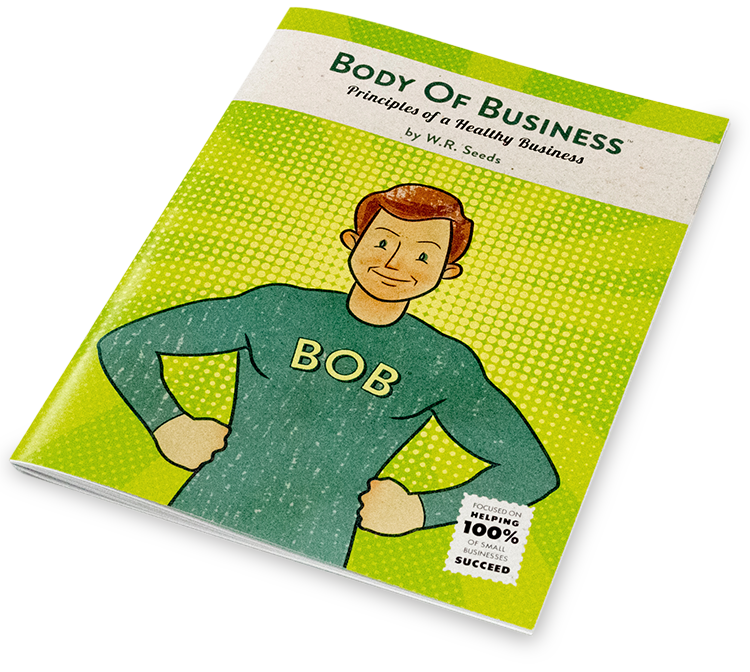 Body Of Business™
Principles of a Healthy Business
by W.R. Seeds
BOB
FOCUSED ON
HELPING
100%
OF SMALL
BUSINESSES
SUCCEED